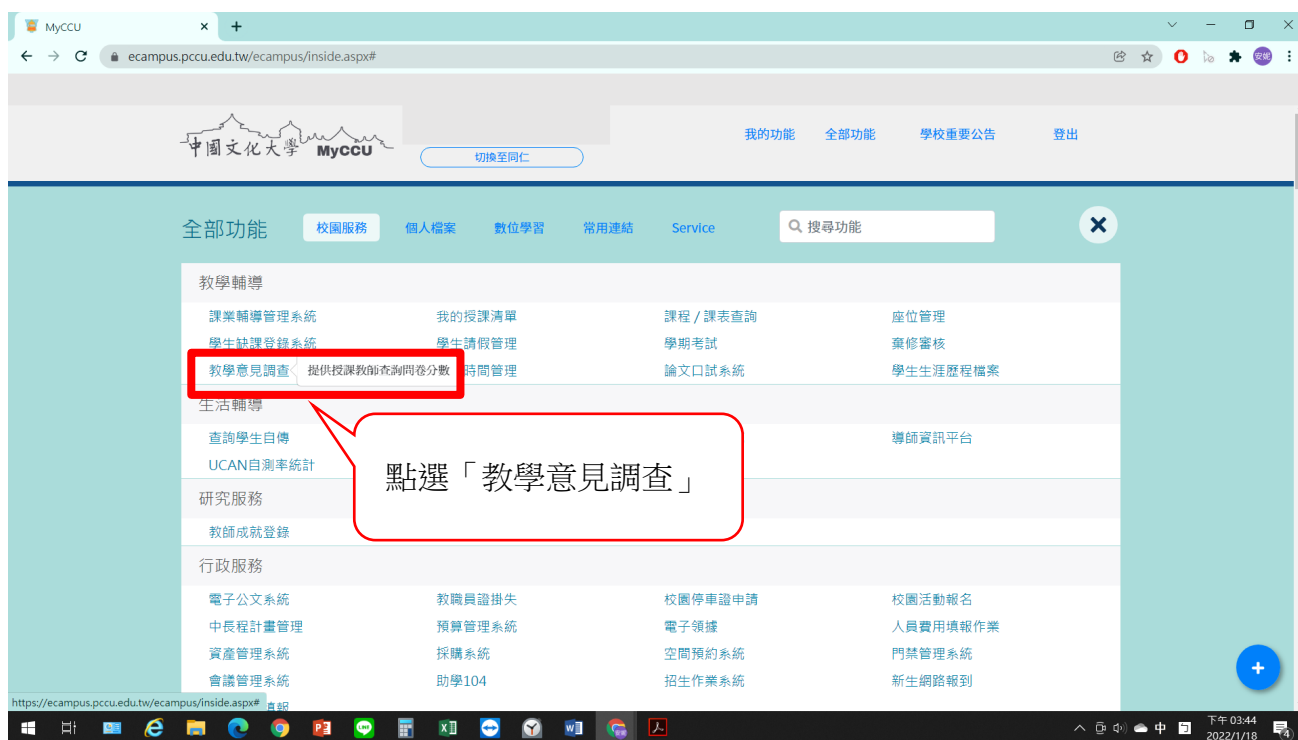 MyCCU
ecampus.pccu.edu.tw/ecampus/inside.aspx#
安妮
中國文化大學 MyCCU
切換至同仁
我的功能 全部功能 學校重要公告 登出
全部功能 校園服務 個人檔案 數位學習 常用連結 Service 搜尋功能
教學輔導
課業輔導管理系統 我的授課清單 課程 / 課表查詢 座位管理
學生缺課登錄系統 學生請假管理 學期考試 棄修審核
教學意見調查 提供授課教師查詢問卷分數 時間管理 論文口試系統 學生生涯歷程檔案
生活輔導
查詢學生自傳 導師資訊平台
UCAN自測率統計
點選「教學意見調查」
研究服務
教師成就登錄
行政服務
電子公文系統 教職員證掛失 校園停車證申請 校園活動報名
中長程計畫管理 預算管理系統 電子領據 人員費用填報作業
資產管理系統 採購系統 空間預約系統 門禁管理系統
會議管理系統 助學104 招生作業系統 新生網路報到
https://ecampus.pccu.edu.tw/ecampus/inside.aspx# 填報
中 下午 03:44
2022/1/18
4